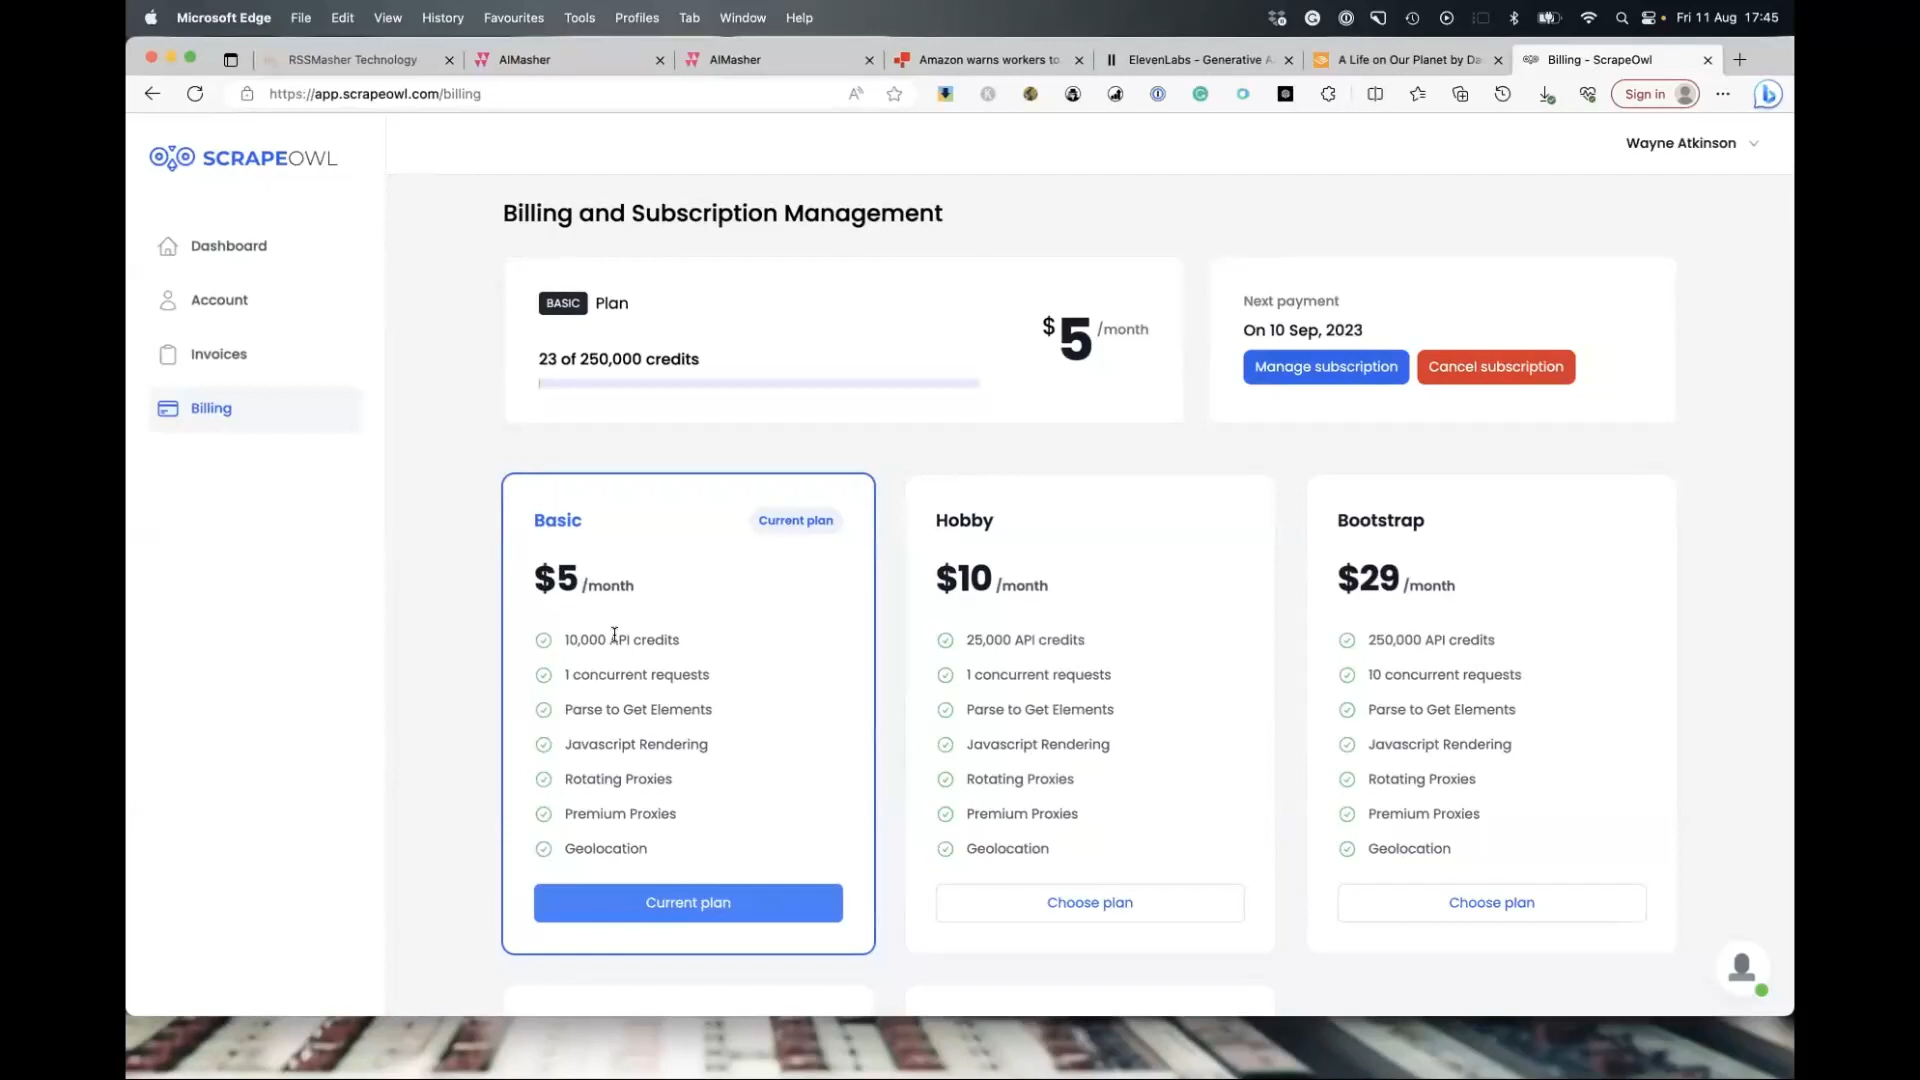 Microsoft Edge File Edit View History Favourites Tools Profiles Tab Window Help Fri 11 Aug 17:45
RSSMasher Technology AIMasher AIMasher Amazon warns workers to ElevenLabs - Generative A A Life on Our Planet by Da Billing - ScrapeOwl
https://app.scrapeowl.com/billing Sign in
SCRAPEOWL
Wayne Atkinson
Dashboard
Account
Invoices
Billing
Billing and Subscription Management
BASIC Plan
23 of 250,000 credits
$5 /month
Next payment
On 10 Sep, 2023
Manage subscription Cancel subscription
Basic Current plan
$5 /month
10,000 API credits
1 concurrent requests
Parse to Get Elements
Javascript Rendering
Rotating Proxies
Premium Proxies
Geolocation
Current plan
Hobby
$10 /month
25,000 API credits
1 concurrent requests
Parse to Get Elements
Javascript Rendering
Rotating Proxies
Premium Proxies
Geolocation
Choose plan
Bootstrap
$29 /month
250,000 API credits
10 concurrent requests
Parse to Get Elements
Javascript Rendering
Rotating Proxies
Premium Proxies
Geolocation
Choose plan